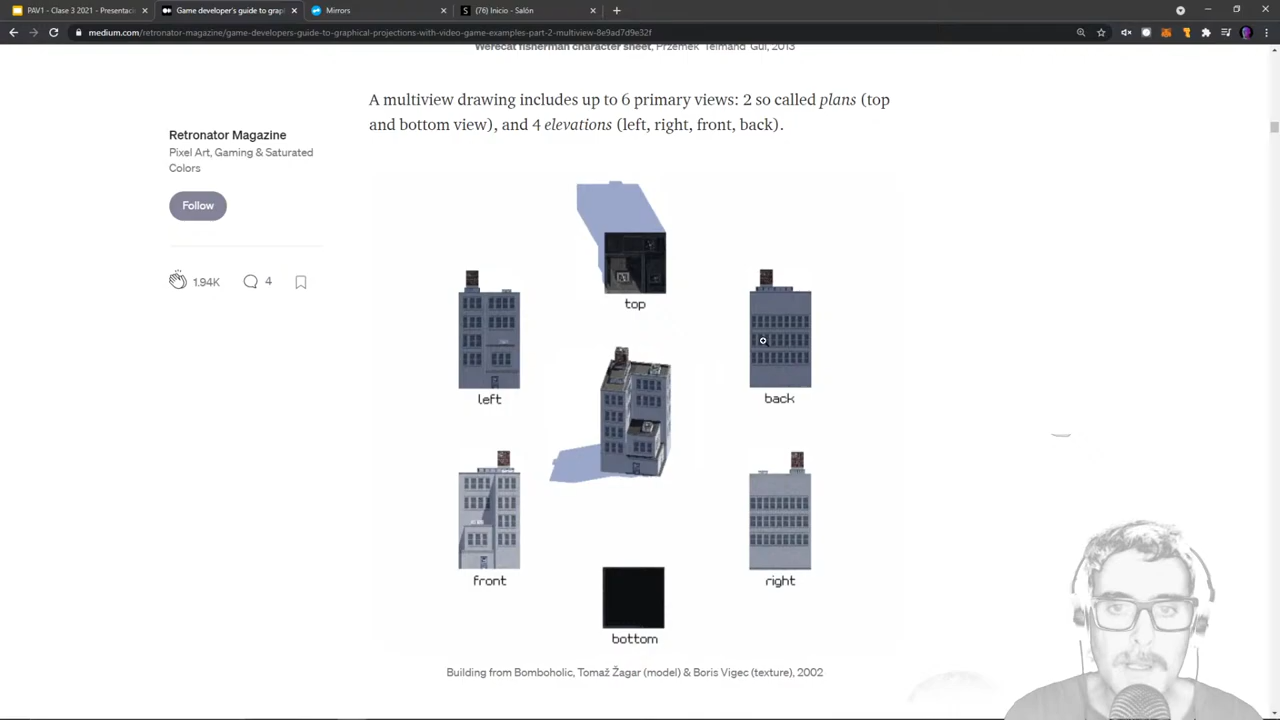 PAV1 - Clase 3 2021 - Presentac
Game developer's guide to grapl
Mirrors
(76) Inicio - Salón
medium.com/retronator-magazine/game-developers-guide-to-graphical-projections-with-video-game-examples-part-2-multiview-8e9ad7d9e32f
Werecat fisherman character sheet, Przemek 'Teimand' Gul, 2013
A multiview drawing includes up to 6 primary views: 2 so called plans (top
and bottom view), and 4 elevations (left, right, front, back).
Retronator Magazine
Pixel Art, Gaming & Saturated
Colors
Follow
1.94K
4
top
left
back
front
right
bottom
Building from Bomboholic, Tomaž Žagar (model) & Boris Vigec (texture), 2002